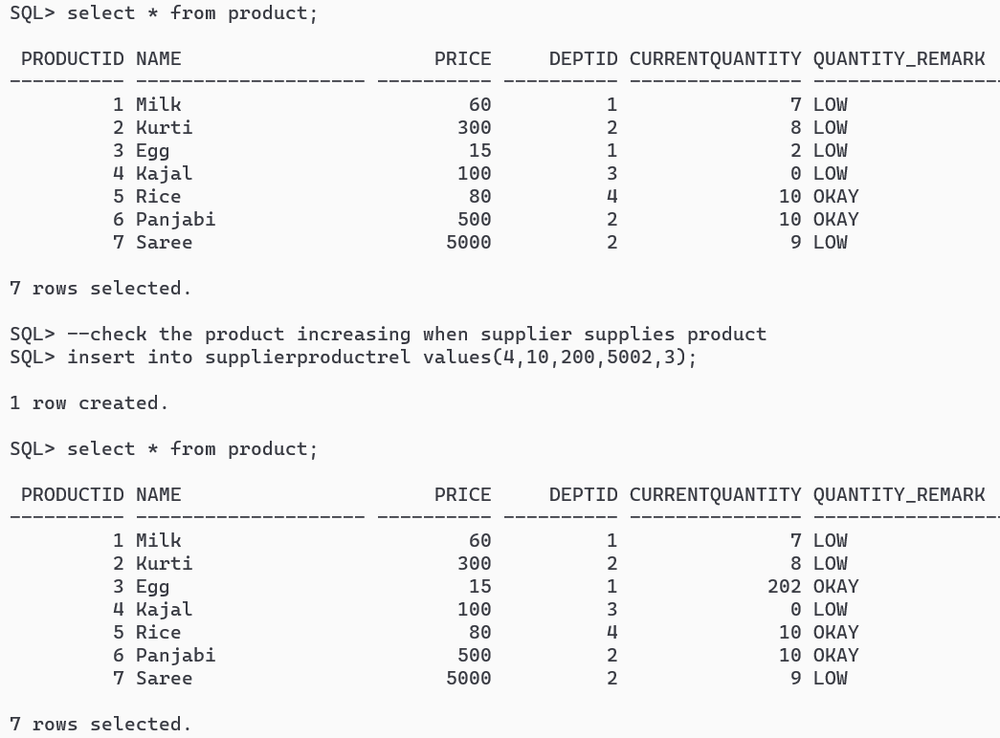 SQL> select * from product;
 PRODUCTID NAME                      PRICE     DEPTID CURRENTQUANTITY QUANTITY_REMARK
---------- -------------------- ---------- ---------- --------------- -----------------
         1 Milk                         60          1               7 LOW
         2 Kurti                       300          2               8 LOW
         3 Egg                          15          1               2 LOW
         4 Kajal                       100          3               0 LOW
         5 Rice                         80          4              10 OKAY
         6 Panjabi                     500          2              10 OKAY
         7 Saree                      5000          2               9 LOW
7 rows selected.
SQL> --check the product increasing when supplier supplies product
SQL> insert into supplierproductrel values(4,10,200,5002,3);
1 row created.
SQL> select * from product;
 PRODUCTID NAME                      PRICE     DEPTID CURRENTQUANTITY QUANTITY_REMARK
---------- -------------------- ---------- ---------- --------------- -----------------
         1 Milk                         60          1               7 LOW
         2 Kurti                       300          2               8 LOW
         3 Egg                          15          1             202 OKAY
         4 Kajal                       100          3               0 LOW
         5 Rice                         80          4              10 OKAY
         6 Panjabi                     500          2              10 OKAY
         7 Saree                      5000          2               9 LOW
7 rows selected.